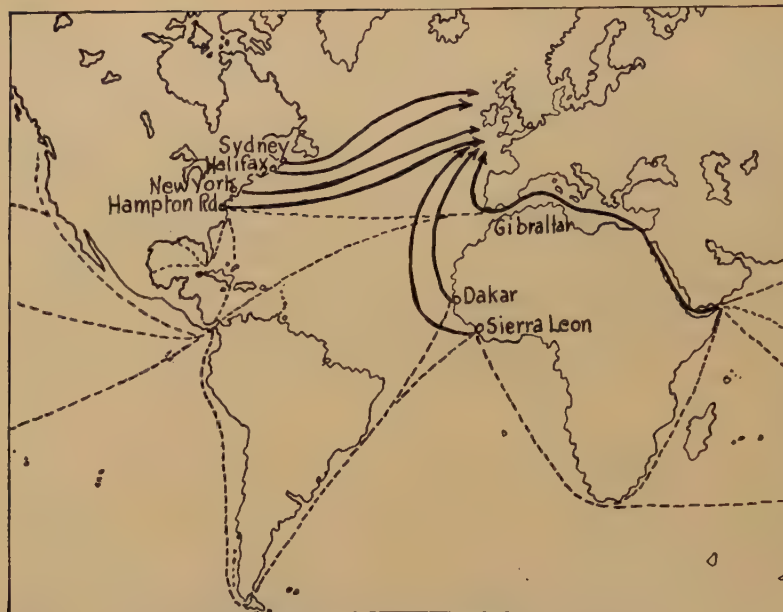 Sydney
Halifax
New York
Hampton Rd.
Gibraltar
Dakar
Sierra Leon